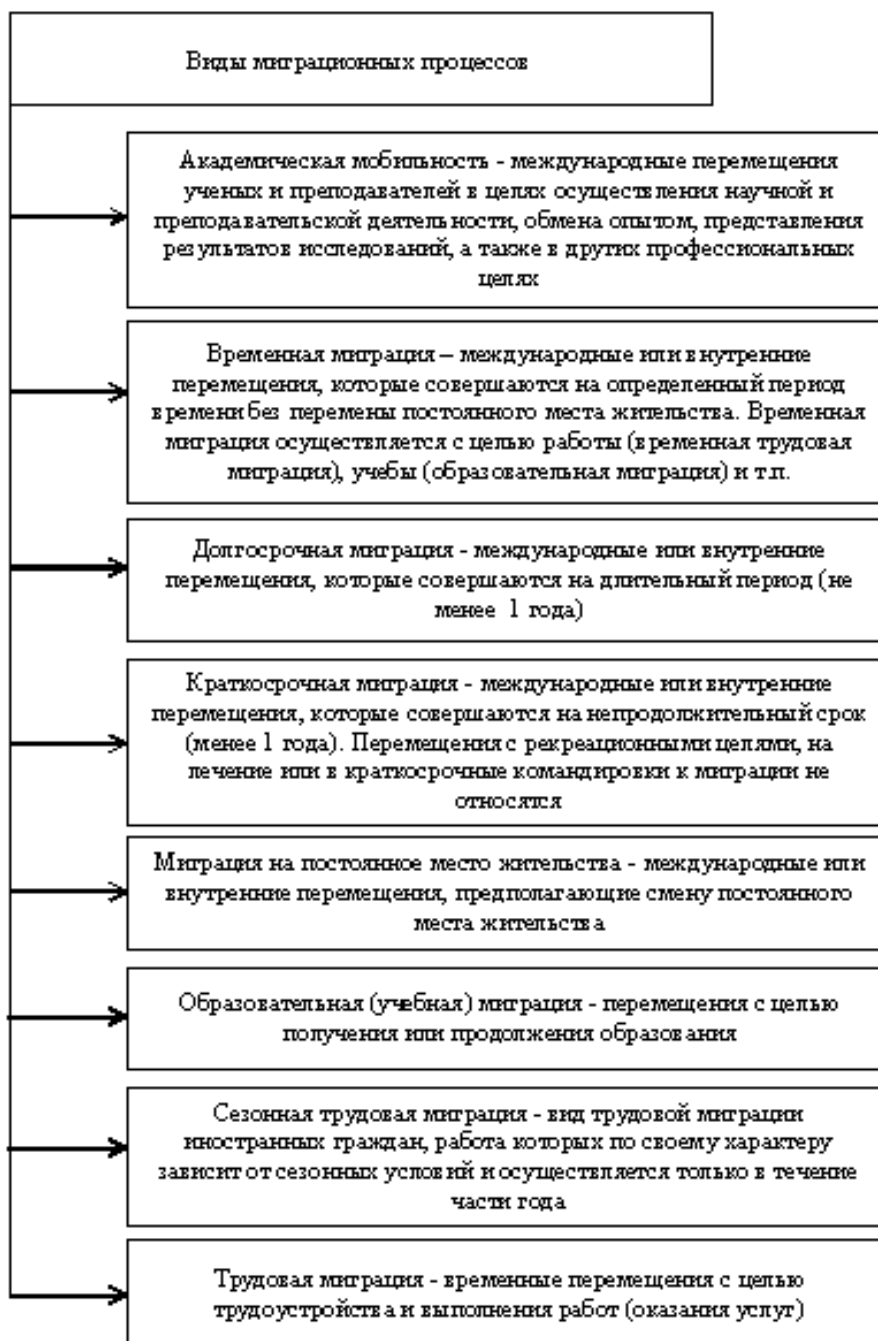 Виды миграционных процессов
Академическая мобильность - международные перемещения
ученых и преподавателей в целях осуществления научной и
преподавательской деятельности, обмена опытом, представления
результатов исследований, а также в других профессиональных
целях
Временная миграция – международные или внутренние
перемещения, которые совершаются на определенный период
времени без перемены постоянного места жительства. Временная
миграция осуществляется с целью работы (временная трудовая
миграция), учебы (образовательная миграция) и т.п.
Долгосрочная миграция - международные или внутренние
перемещения, которые совершаются на длительный период (не
менее 1 года)
Краткосрочная миграция - международные или внутренние
перемещения, которые совершаются на непродолжительный срок
(менее 1 года). Перемещения с рекреационными целями, на
лечение или в краткосрочные командировки к миграции не
относятся
Миграция на постоянное место жительства - международные или
внутренние перемещения, предполагающие смену постоянного
места жительства
Образовательная (учебная) миграция - перемещения с целью
получения или продолжения образования
Сезонная трудовая миграция - вид трудовой миграции
иностранных граждан, работа которых по своему характеру
зависит от сезонных условий и осуществляется только в течение
части года
Трудовая миграция - временные перемещения с целью
трудоустройства и выполнения работ (оказания услуг)